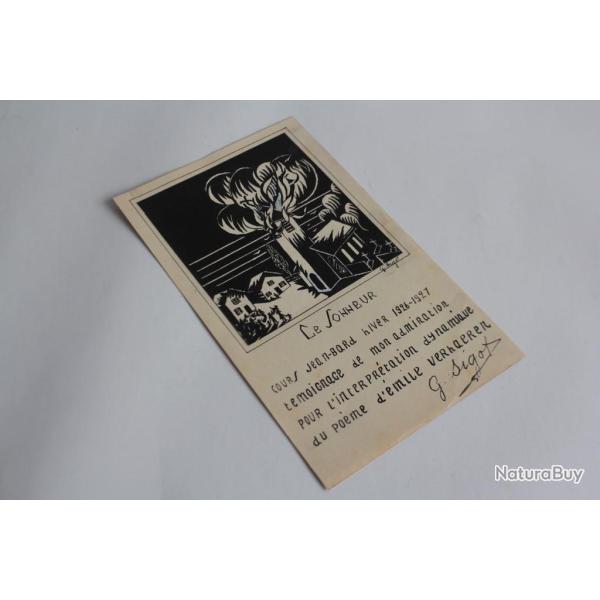 Le Sonneur
Cours Jean-Bard hiver 1926-1927
temoignage de mon admiration
pour l'interprétation dynamique
du poème d'émile verhaeren
G. Sigot
NaturaBuy